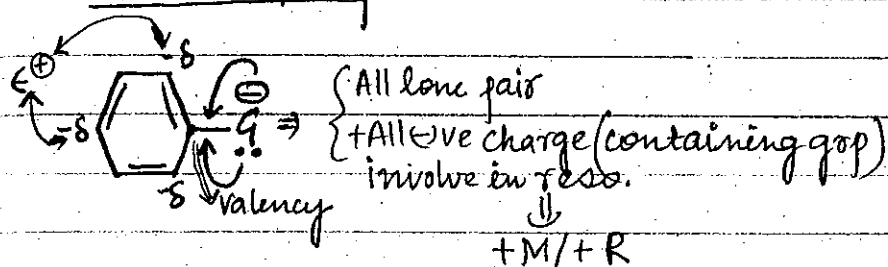 E⊕
-δ
-δ
-δ
⊖
G̈ ⇒
valency
{ All lone pair
+All ⊖ve charge (containing grp)
involve in reso.
⇓
+M/+R